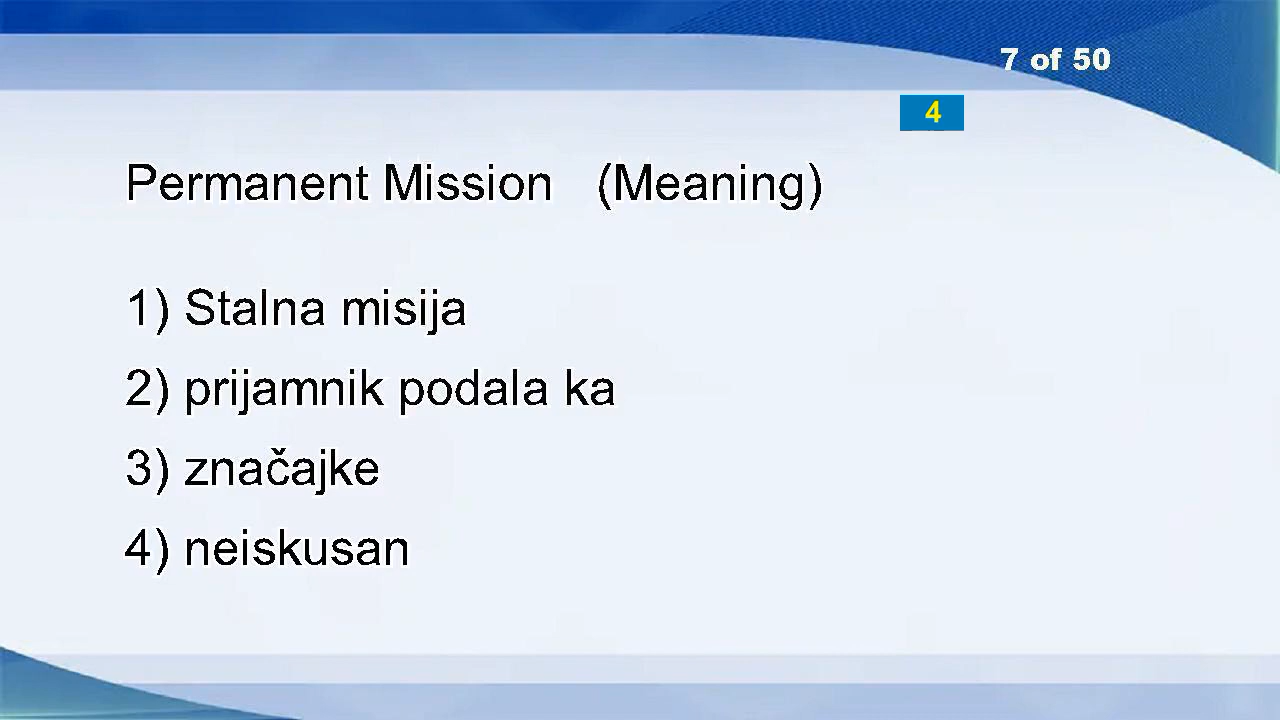 7 of 50
4
Permanent Mission (Meaning)
1) Stalna misija
2) prijamnik podala ka
3) značajke
4) neiskusan